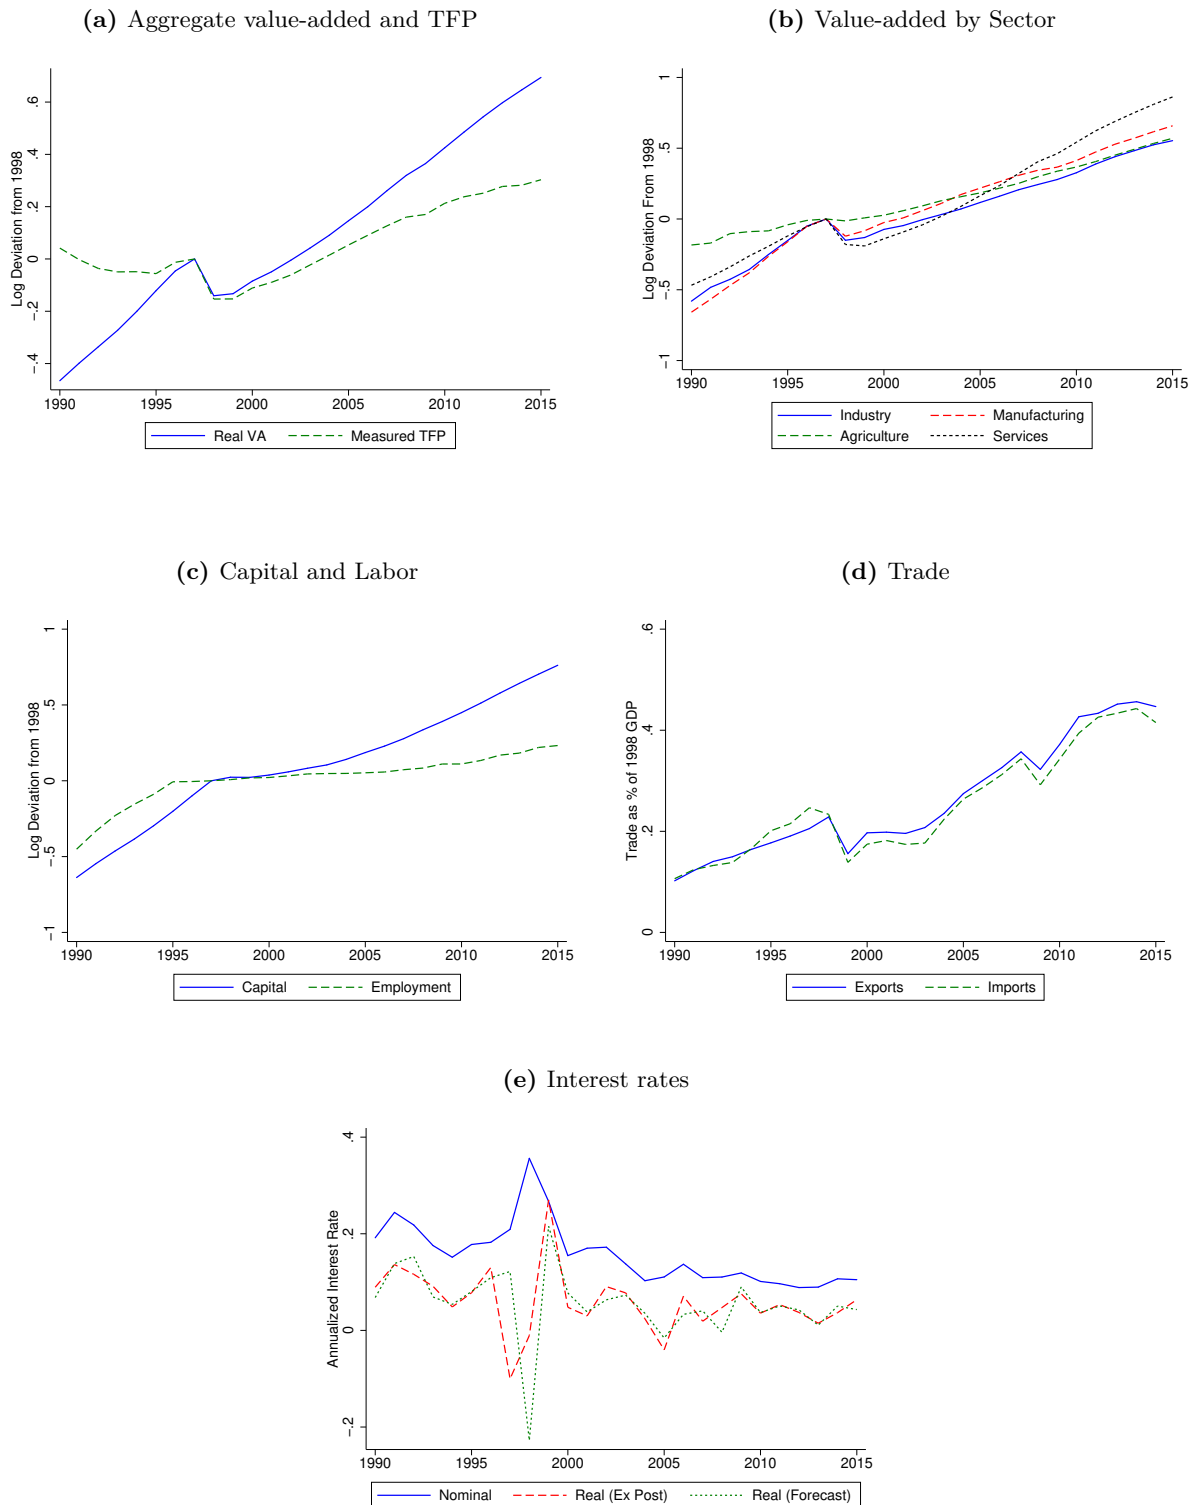 (a) Aggregate value-added and TFP
Log Deviation from 1998
.6
.4
.2
0
-.2
-.4
1990 1995 2000 2005 2010 2015
Real VA Measured TFP
(b) Value-added by Sector
Log Deviation From 1998
1
0.5
0
-.5
-1
1990 1995 2000 2005 2010 2015
Industry Manufacturing
Agriculture Services
(c) Capital and Labor
Log Deviation from 1998
1
.5
0
-.5
-1
1990 1995 2000 2005 2010 2015
Capital Employment
(d) Trade
Trade as % of 1998 GDP
.6
.4
.2
0
1990 1995 2000 2005 2010 2015
Exports Imports
(e) Interest rates
Annualized Interest Rate
.4
.2
0
-.2
1990 1995 2000 2005 2010 2015
Nominal Real (Ex Post) Real (Forecast)